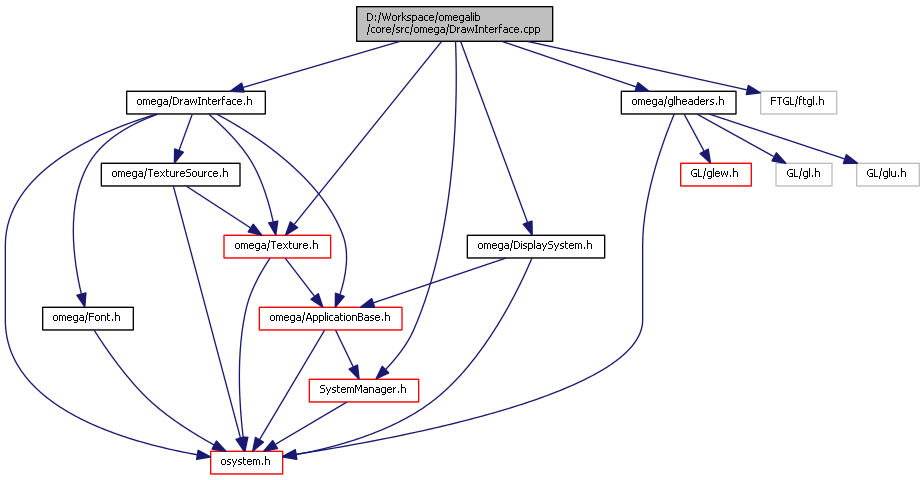 D:/Workspace/omegalib
/core/src/omega/DrawInterface.cpp
omega/DrawInterface.h
omega/glheaders.h
FTGL/ftgl.h
omega/TextureSource.h
GL/glew.h
GL/gl.h
GL/glu.h
omega/Texture.h
omega/DisplaySystem.h
omega/Font.h
omega/ApplicationBase.h
SystemManager.h
osystem.h